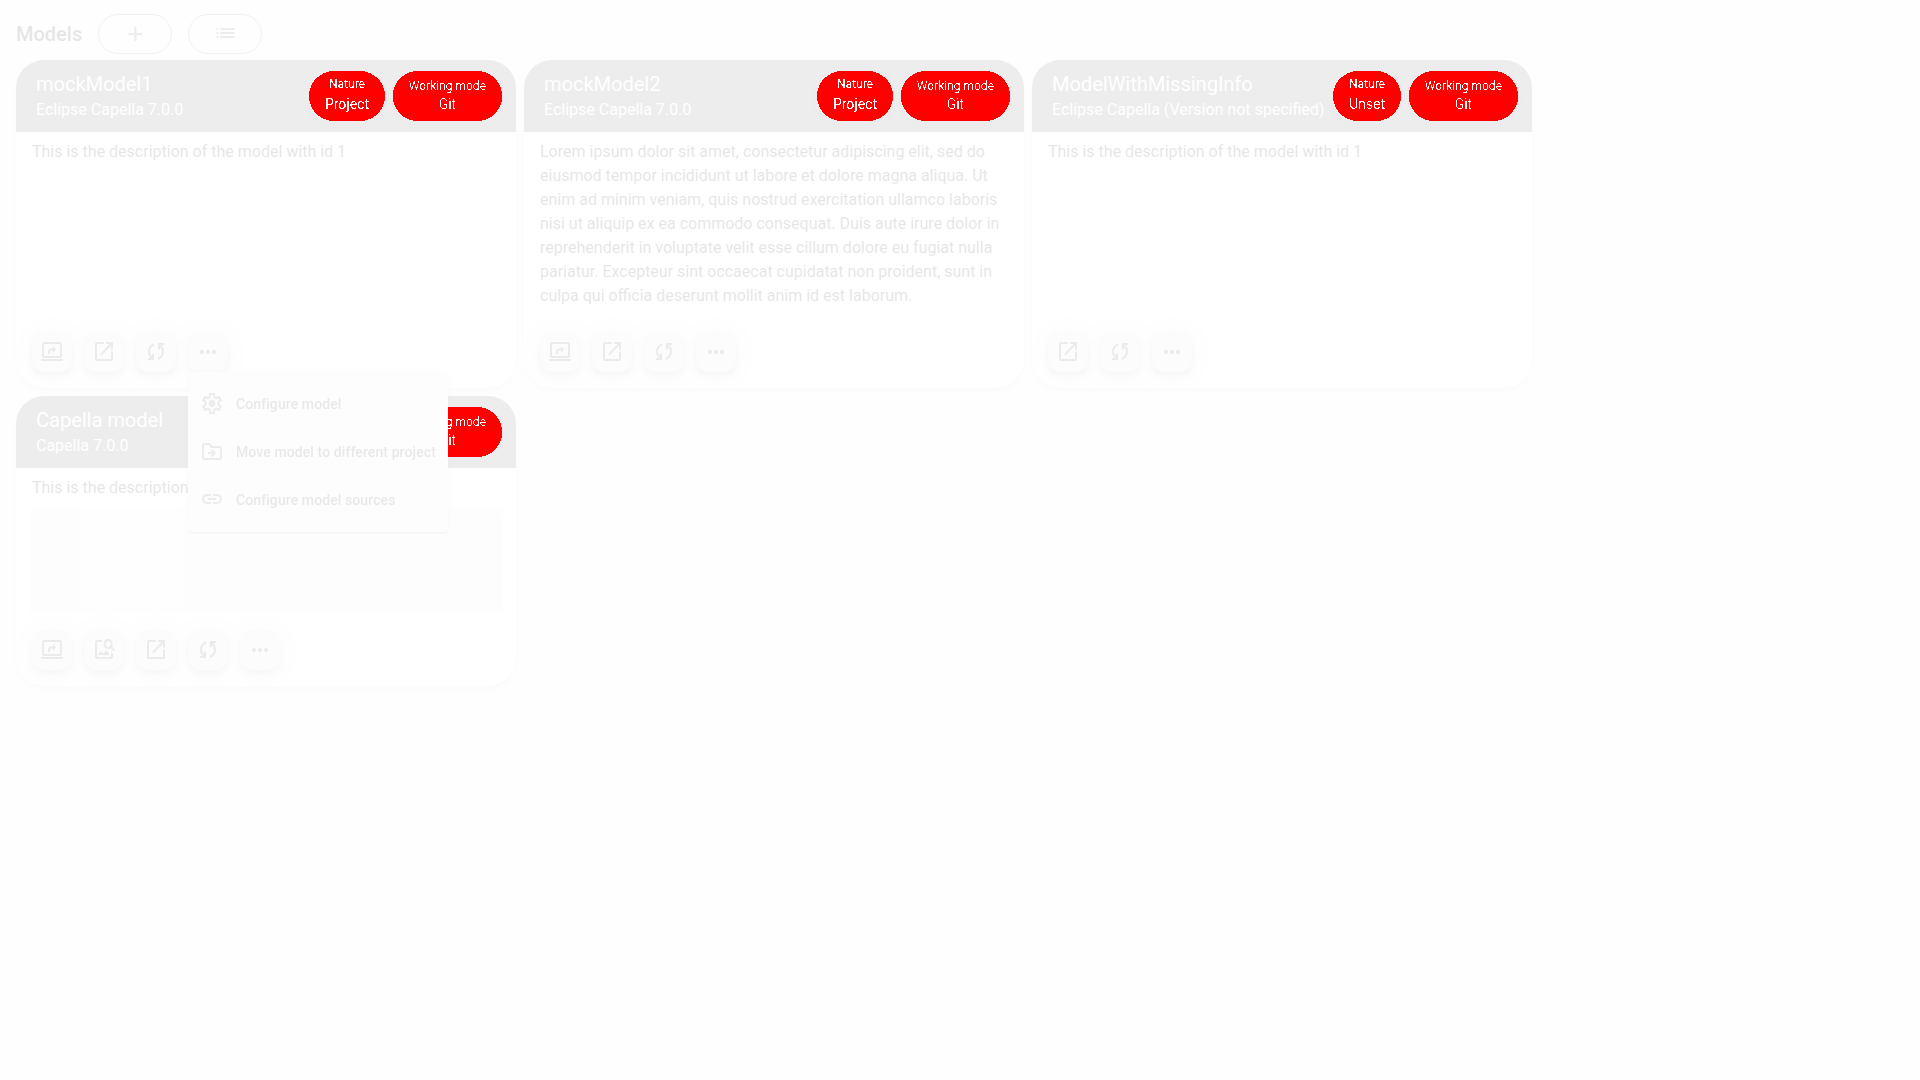 Models
mockModel1
Eclipse Capella 7.0.0
Nature
Project
Working mode
Git
This is the description of the model with id 1
mockModel2
Eclipse Capella 7.0.0
Nature
Project
Working mode
Git
Lorem ipsum dolor sit amet, consectetur adipiscing elit, sed do
eiusmod tempor incididunt ut labore et dolore magna aliqua. Ut
enim ad minim veniam, quis nostrud exercitation ullamco laboris
nisi ut aliquip ex ea commodo consequat. Duis aute irure dolor in
reprehenderit in voluptate velit esse cillum dolore eu fugiat nulla
pariatur. Excepteur sint occaecat cupidatat non proident, sunt in
culpa qui officia deserunt mollit anim id est laborum.
ModelWithMissingInfo
Eclipse Capella (Version not specified)
Nature
Unset
Working mode
Git
This is the description of the model with id 1
Configure model
Move model to different project
Configure model sources
Capella model
Capella 7.0.0
mode
This is the description